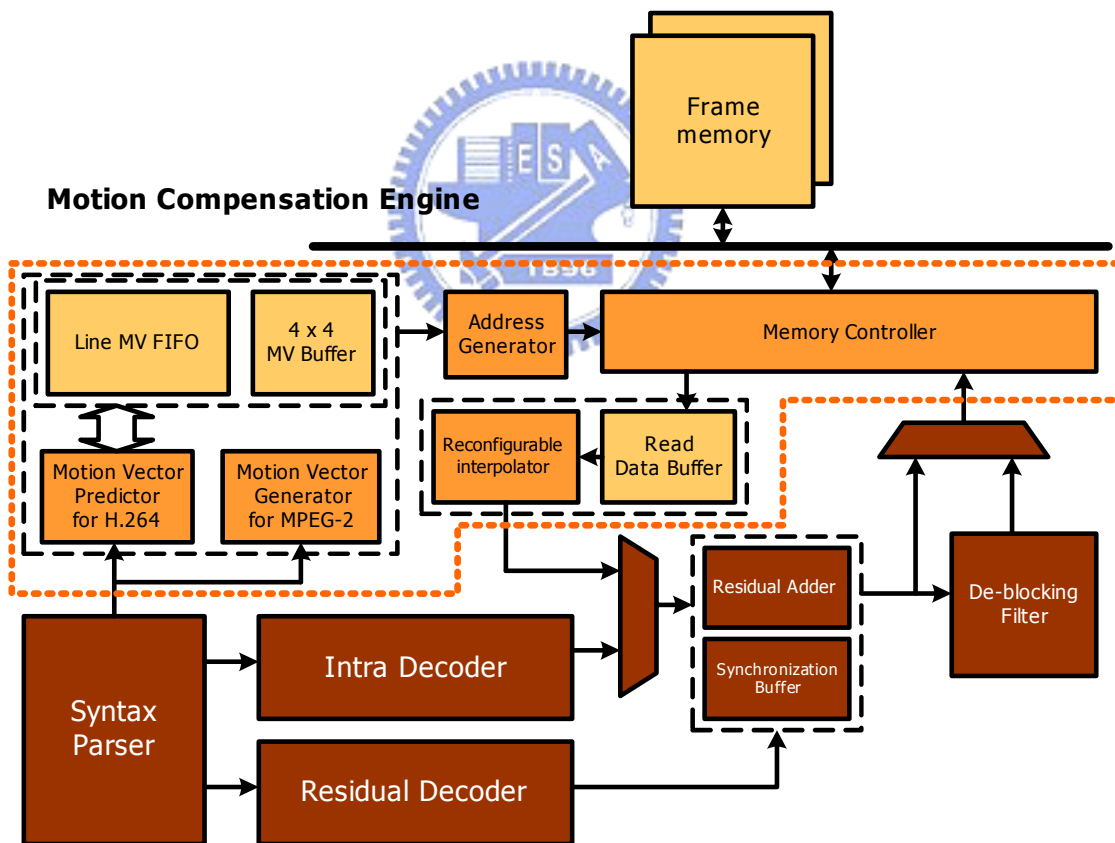 Frame
memory
E S A
1896
Motion Compensation Engine
Line MV FIFO
4 x 4
MV Buffer
Address
Generator
Memory Controller
Motion Vector
Predictor
for H.264
Motion Vector
Generator
for MPEG-2
Reconfigurable
interpolator
Read
Data Buffer
Residual Adder
Synchronization
Buffer
De-blocking
Filter
Syntax
Parser
Intra Decoder
Residual Decoder